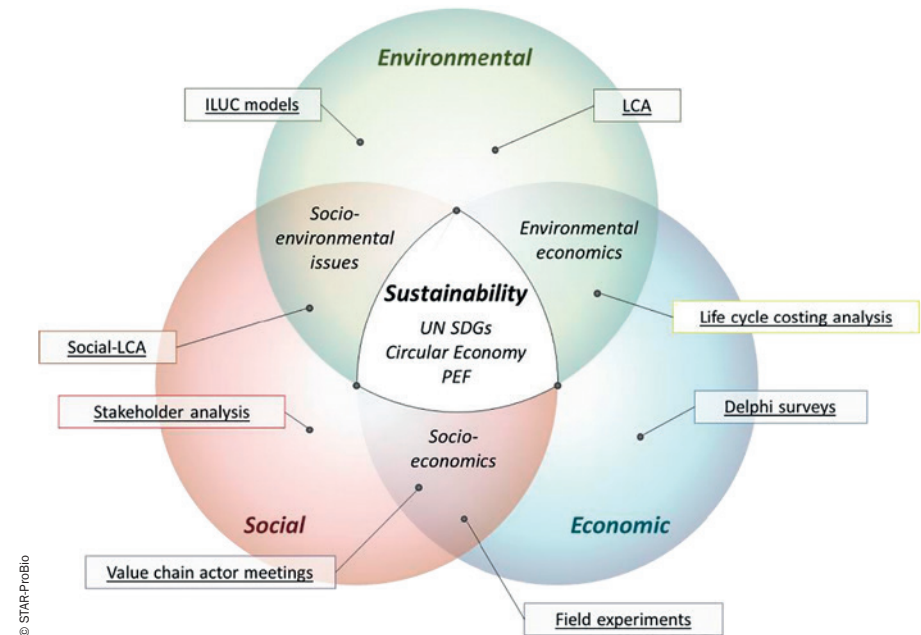 Environmental
ILUC models
LCA
Socio-
environmental
issues
Environmental
economics
Sustainability
UN SDGs
Circular Economy
PEF
Life cycle costing analysis
Social-LCA
Stakeholder analysis
Delphi surveys
Socio-
economics
Social
Economic
Value chain actor meetings
Field experiments
© STAR-ProBio